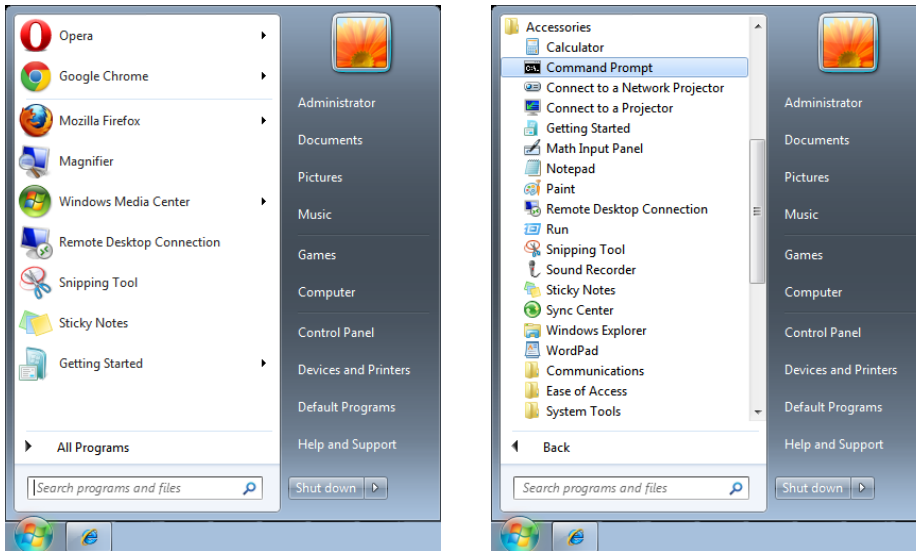 Opera
Google Chrome
Mozilla Firefox
Magnifier
Windows Media Center
Remote Desktop Connection
Snipping Tool
Sticky Notes
Getting Started
All Programs
Search programs and files
Administrator
Documents
Pictures
Music
Games
Computer
Control Panel
Devices and Printers
Default Programs
Help and Support
Shut down
Accessories
Calculator
C:\.
Command Prompt
Connect to a Network Projector
Connect to a Projector
Getting Started
Math Input Panel
Notepad
Paint
Remote Desktop Connection
Run
Snipping Tool
Sound Recorder
Sticky Notes
Sync Center
Windows Explorer
WordPad
Communications
Ease of Access
System Tools
Back
Search programs and files
Administrator
Documents
Pictures
Music
Games
Computer
Control Panel
Devices and Printers
Default Programs
Help and Support
Shut down